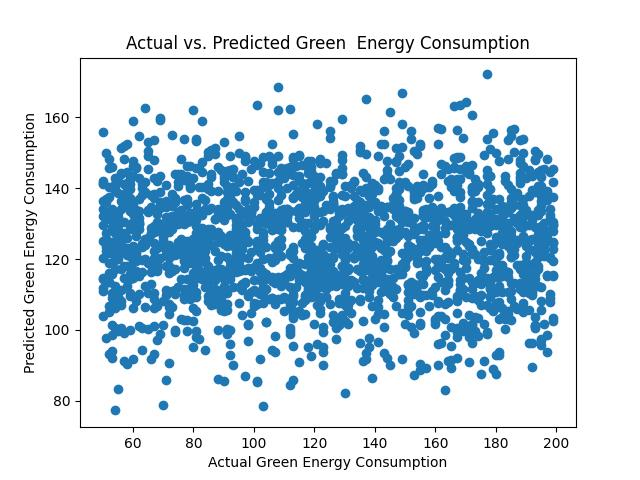 Actual vs. Predicted Green  Energy Consumption
Predicted Green Energy Consumption
160
140
120
100
80
60 80 100 120 140 160 180 200
Actual Green Energy Consumption